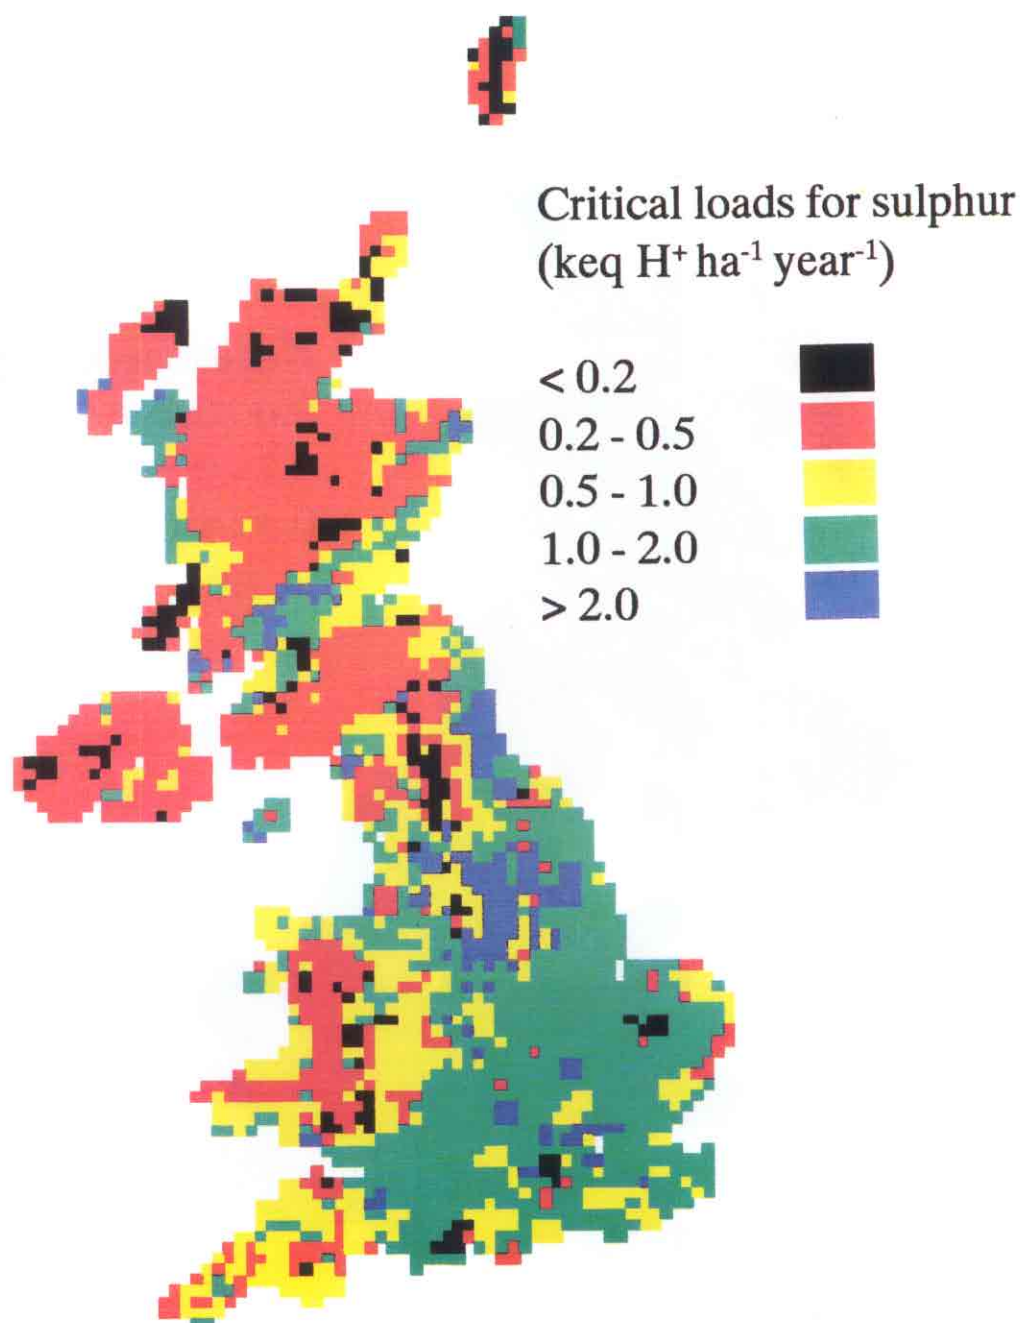 Critical loads for sulphur
(keq H⁺ ha⁻¹ year⁻¹)
< 0.2
0.2 - 0.5
0.5 - 1.0
1.0 - 2.0
> 2.0